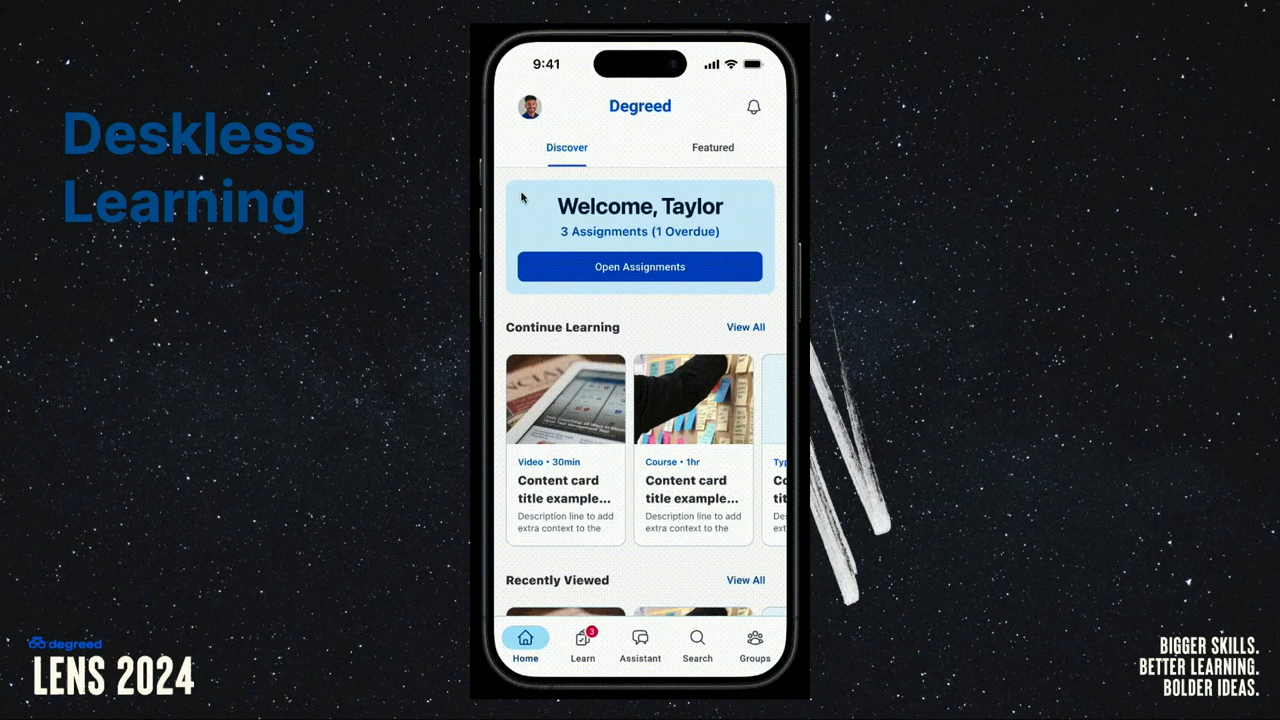 Deskless
Learning
9:41
Degreed
Discover
Featured
Welcome, Taylor
3 Assignments (1 Overdue)
Open Assignments
Continue Learning
View All
Video • 30min
Content card
title example...
Description line to add
extra context to the
Course • 1hr
Content card
title example...
Description line to add
extra context to the
Recently Viewed
View All
Home
3
Learn
Assistant
Search
Groups
degreed
LENS 2024
BIGGER SKILLS.
BETTER LEARNING.
BOLDER IDEAS.